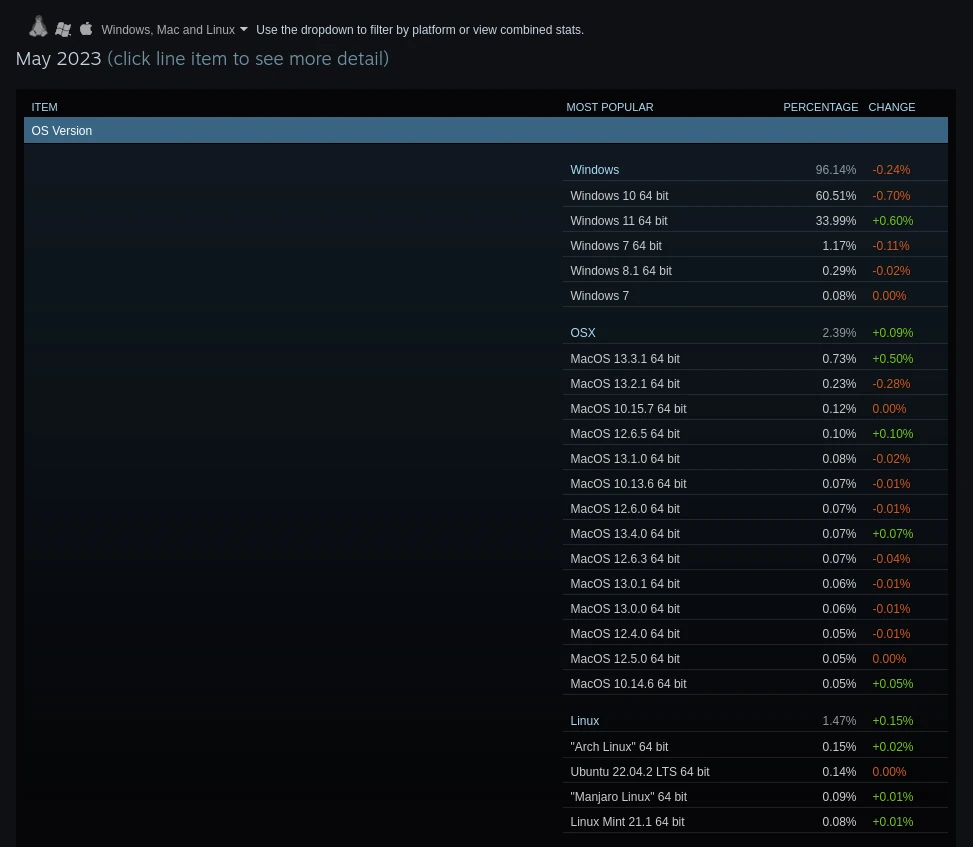 Windows, Mac and Linux Use the dropdown to filter by platform or view combined stats.
May 2023 (click line item to see more detail)
ITEM MOST POPULAR PERCENTAGE CHANGE
OS Version
Windows 96.14% -0.24%
Windows 10 64 bit 60.51% -0.70%
Windows 11 64 bit 33.99% +0.60%
Windows 7 64 bit 1.17% -0.11%
Windows 8.1 64 bit 0.29% -0.02%
Windows 7 0.08% 0.00%
OSX 2.39% +0.09%
MacOS 13.3.1 64 bit 0.73% +0.50%
MacOS 13.2.1 64 bit 0.23% -0.28%
MacOS 10.15.7 64 bit 0.12% 0.00%
MacOS 12.6.5 64 bit 0.10% +0.10%
MacOS 13.1.0 64 bit 0.08% -0.02%
MacOS 10.13.6 64 bit 0.07% -0.01%
MacOS 12.6.0 64 bit 0.07% -0.01%
MacOS 13.4.0 64 bit 0.07% +0.07%
MacOS 12.6.3 64 bit 0.07% -0.04%
MacOS 13.0.1 64 bit 0.06% -0.01%
MacOS 13.0.0 64 bit 0.06% -0.01%
MacOS 12.4.0 64 bit 0.05% -0.01%
MacOS 12.5.0 64 bit 0.05% 0.00%
MacOS 10.14.6 64 bit 0.05% +0.05%
Linux 1.47% +0.15%
"Arch Linux" 64 bit 0.15% +0.02%
Ubuntu 22.04.2 LTS 64 bit 0.14% 0.00%
"Manjaro Linux" 64 bit 0.09% +0.01%
Linux Mint 21.1 64 bit 0.08% +0.01%